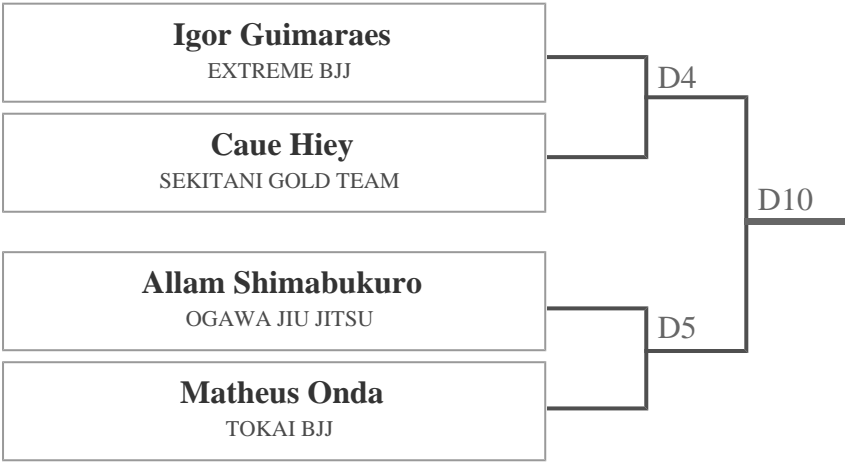 Igor Guimaraes
EXTREME BJJ
D4
Caue Hiey
SEKITANI GOLD TEAM
D10
Allam Shimabukuro
OGAWA JIU JITSU
D5
Matheus Onda
TOKAI BJJ